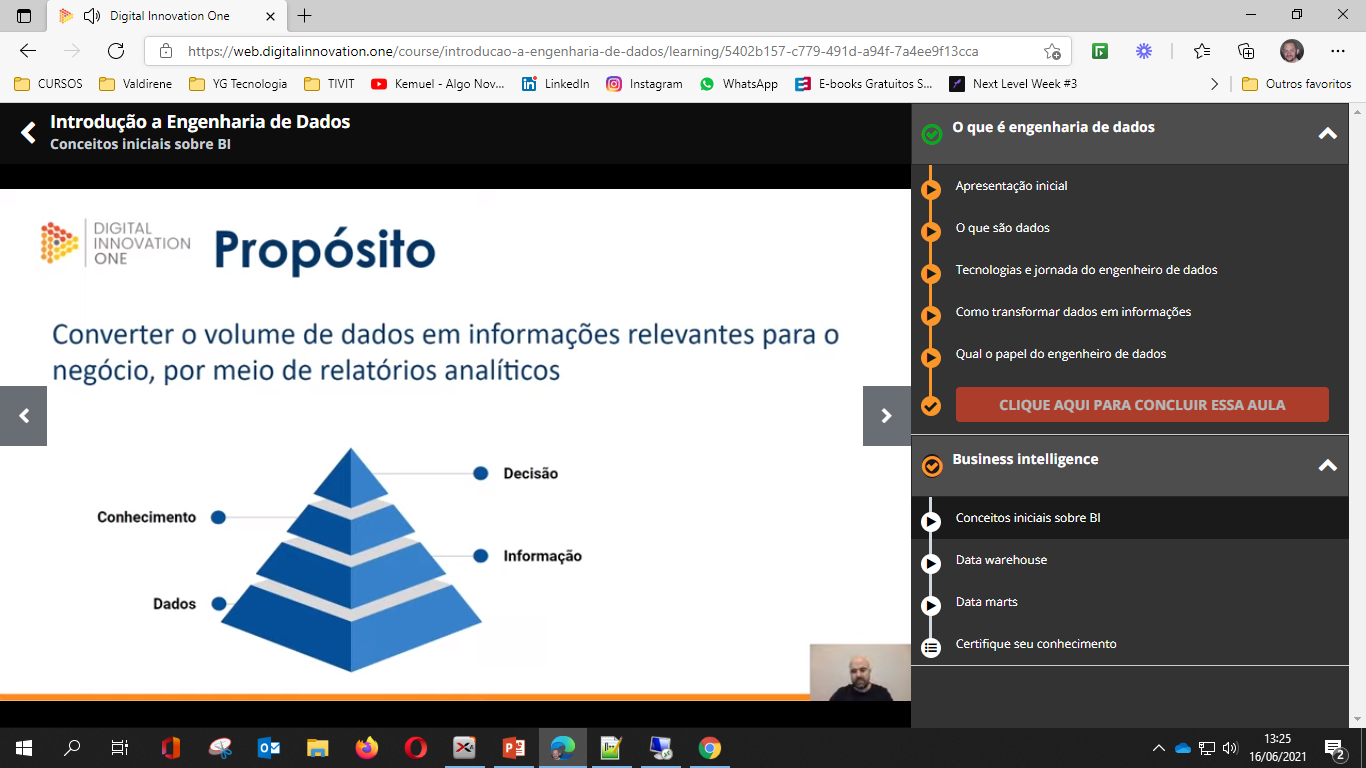 Digital Innovation One
https://web.digitalinnovation.one/course/introducao-a-engenharia-de-dados/learning/5402b157-c779-491d-a94f-7a4ee9f13cca
CURSOS Valdirene YG Tecnologia TIVIT Kemuel - Algo Nov... LinkedIn Instagram WhatsApp E-books Gratuitos S... Next Level Week #3 Outros favoritos
Introdução a Engenharia de Dados
Conceitos iniciais sobre BI
DIGITAL
INNOVATION
ONE
Propósito
Converter o volume de dados em informações relevantes para o
negócio, por meio de relatórios analíticos
Decisão
Conhecimento
Informação
Dados
O que é engenharia de dados
Apresentação inicial
O que são dados
Tecnologias e jornada do engenheiro de dados
Como transformar dados em informações
Qual o papel do engenheiro de dados
CLIQUE AQUI PARA CONCLUIR ESSA AULA
Business intelligence
Conceitos iniciais sobre BI
Data warehouse
Data marts
Certifique seu conhecimento
13:25
16/06/2021
2